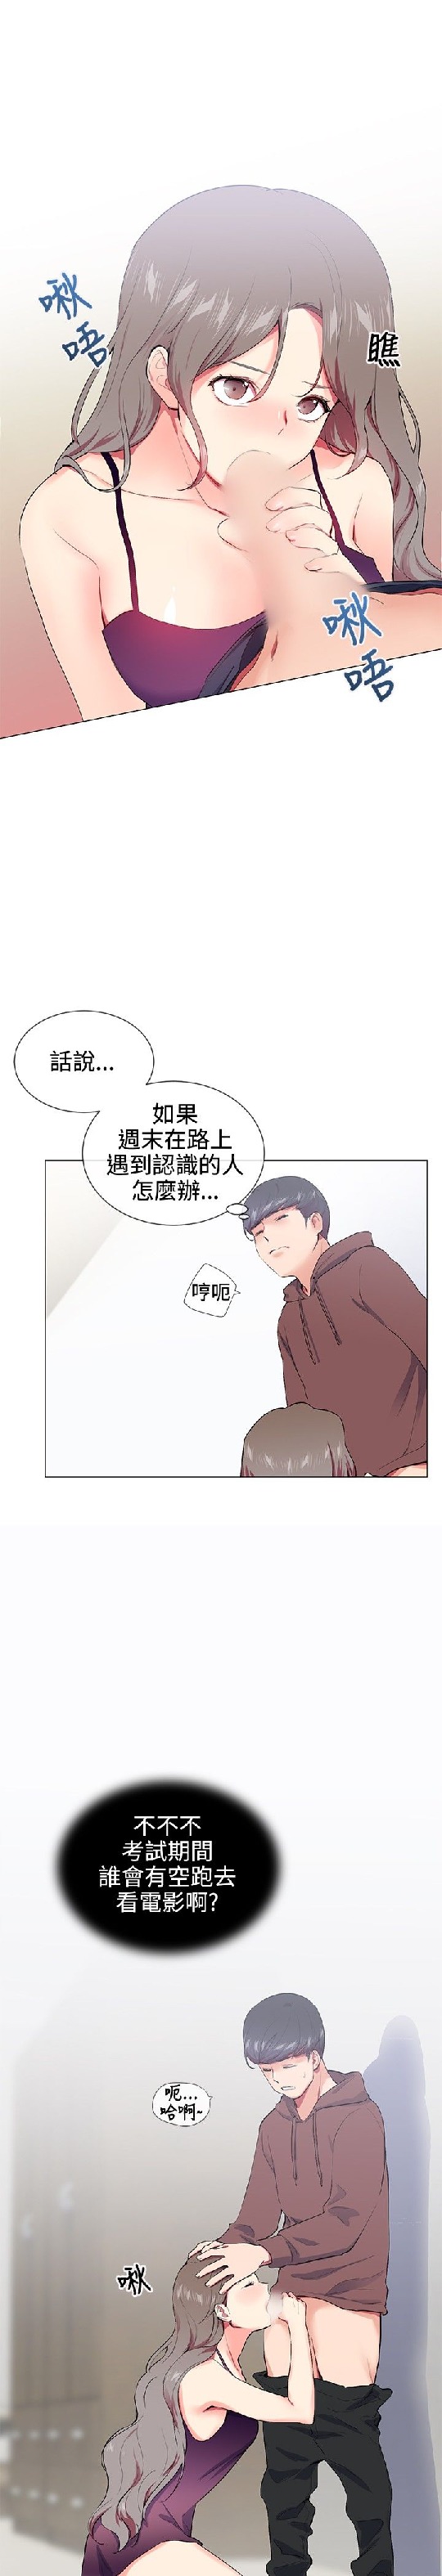 啾
唔
瞧
啾
唔
話說...
如果
週末在路上
遇到認識的人
怎麼辦...
哼呃
不不不
考試期間
誰會有空跑去
看電影啊?
呃...
哈啊~
啾